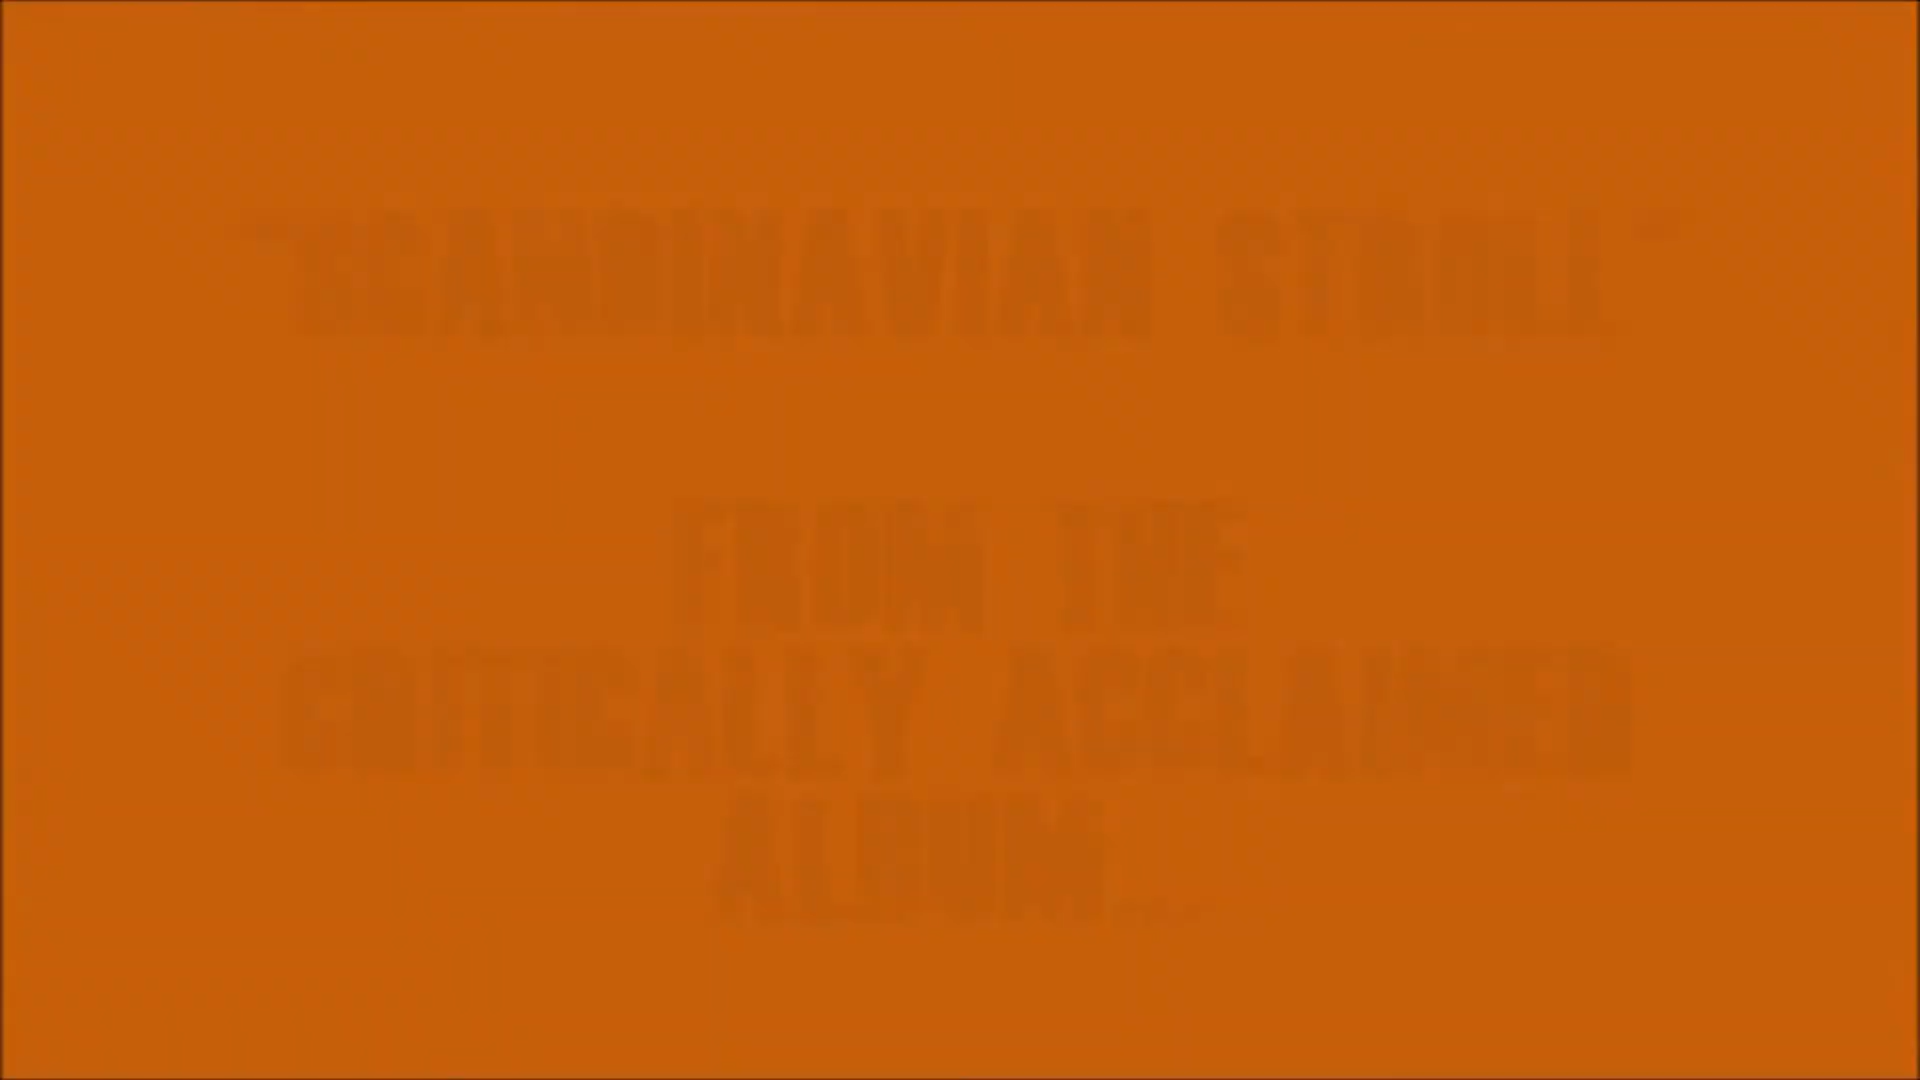 "SCANDINAVIAN STROLL"
FROM THE
CRITICALLY ACCLAIMED
ALBUM...